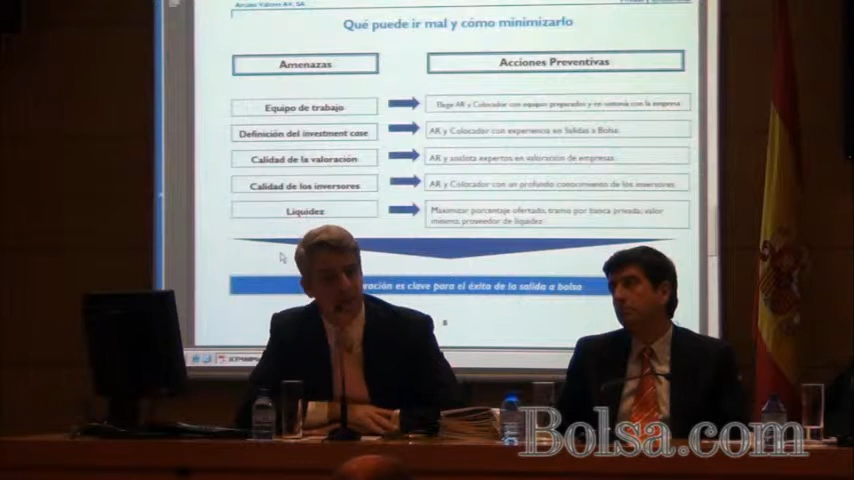 Arcano Valores AV, SA
Qué puede ir mal y cómo minimizarlo
Amenazas
Acciones Preventivas
Equipo de trabajo
Elegir AR y Colocador con equipos preparados y en sintonía con la empresa
Definición del investment case
AR y Colocador con experiencia en Salidas a Bolsa
Calidad de la valoración
AR y analista expertos en valoración de empresas
Calidad de los inversores
AR y Colocador con un profundo conocimiento de los inversores
Liquidez
Maximizar porcentaje ofertado, tramo por banca privada, valor
mínimo, proveedor de liquidez
es clave para el éxito de la salida a bolsa
8
Bolsa.com